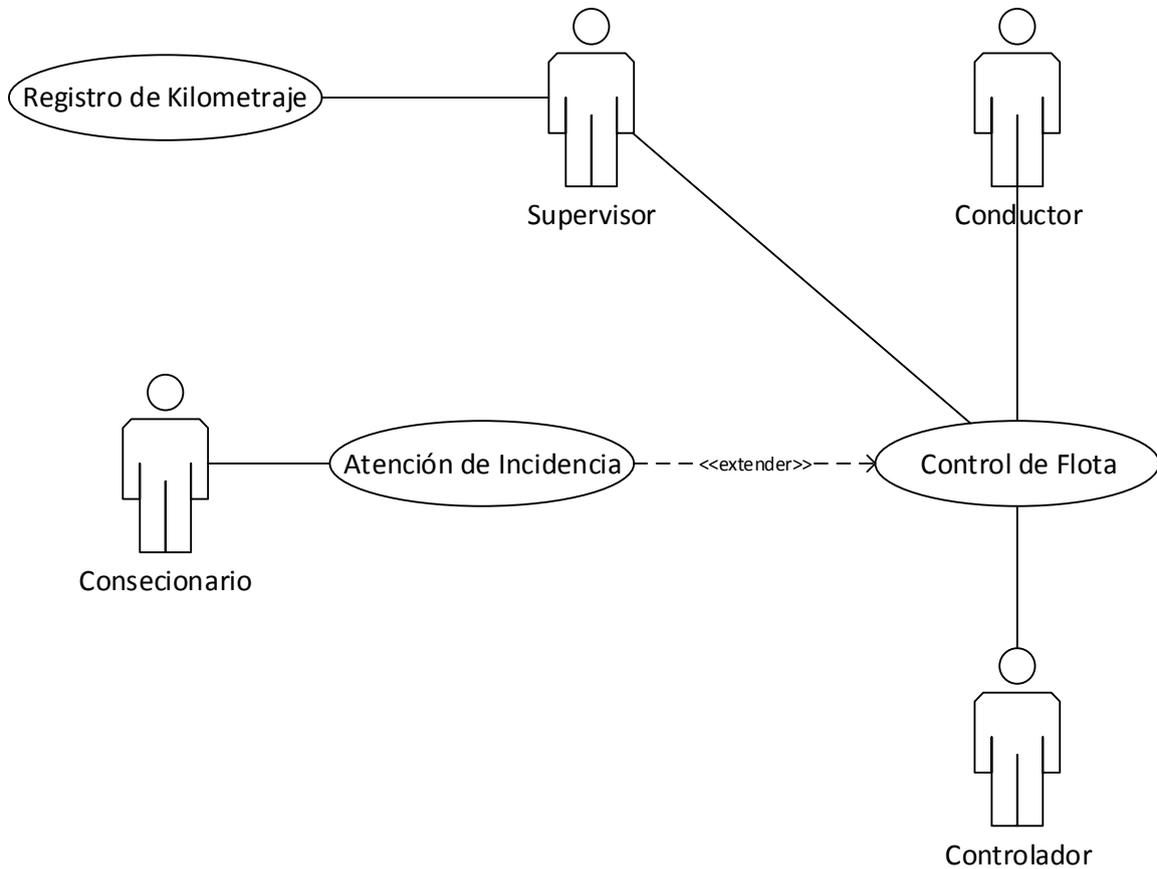 Registro de Kilometraje
Supervisor
Conductor
Atención de Incidencia
<<extender>>
Control de Flota
Consecionario
Controlador